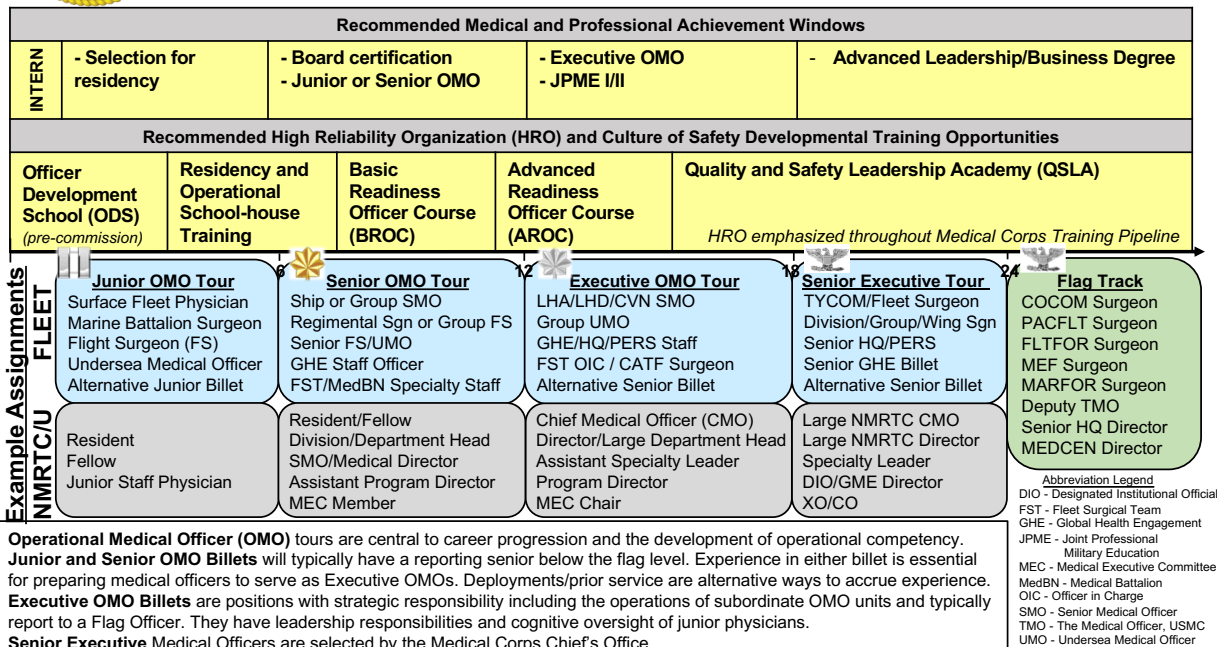 Recommended Medical and Professional Achievement Windows
INTERN
- Selection for
residency
- Board certification
- Junior or Senior OMO
- Executive OMO
- JPME I/II
- Advanced Leadership/Business Degree
Recommended High Reliability Organization (HRO) and Culture of Safety Developmental Training Opportunities
Officer
Development
School (ODS)
(pre-commission)
Residency and
Operational
School-house
Training
Basic
Readiness
Officer Course
(BROC)
Advanced
Readiness
Officer Course
(AROC)
Quality and Safety Leadership Academy (QSLA)
HRO emphasized throughout Medical Corps Training Pipeline
6
12
18
24
Example Assignments
FLEET
Junior OMO Tour
Surface Fleet Physician
Marine Battalion Surgeon
Flight Surgeon (FS)
Undersea Medical Officer
Alternative Junior Billet
Senior OMO Tour
Ship or Group SMO
Regimental Sgn or Group FS
Senior FS/UMO
GHE Staff Officer
FST/MedBN Specialty Staff
Executive OMO Tour
LHA/LHD/CVN SMO
Group UMO
GHE/HQ/PERS Staff
FST OIC / CATF Surgeon
Alternative Senior Billet
Senior Executive Tour
TYCOM/Fleet Surgeon
Division/Group/Wing Sgn
Senior HQ/PERS
Senior GHE Billet
Alternative Senior Billet
Flag Track
COCOM Surgeon
PACFLT Surgeon
FLTFOR Surgeon
MEF Surgeon
MARFOR Surgeon
Deputy TMO
Senior HQ Director
MEDCEN Director
NMRTC/U
Resident
Fellow
Junior Staff Physician
Resident/Fellow
Division/Department Head
SMO/Medical Director
Assistant Program Director
MEC Member
Chief Medical Officer (CMO)
Director/Large Department Head
Assistant Specialty Leader
Program Director
MEC Chair
Large NMRTC CMO
Large NMRTC Director
Specialty Leader
DIO/GME Director
XO/CO
Abbreviation Legend
DIO - Designated Institutional Official
FST - Fleet Surgical Team
GHE - Global Health Engagement
JPME - Joint Professional
Military Education
MEC - Medical Executive Committee
MedBN - Medical Battalion
OIC - Officer in Charge
SMO - Senior Medical Officer
TMO - The Medical Officer, USMC
UMO - Undersea Medical Officer
Operational Medical Officer (OMO) tours are central to career progression and the development of operational competency.
Junior and Senior OMO Billets will typically have a reporting senior below the flag level. Experience in either billet is essential
for preparing medical officers to serve as Executive OMOs. Deployments/prior service are alternative ways to accrue experience.
Executive OMO Billets are positions with strategic responsibility including the operations of subordinate OMO units and typically
report to a Flag Officer. They have leadership responsibilities and cognitive oversight of junior physicians.
Senior Executive Medical Officers are selected by the Medical Corps Chief's Office